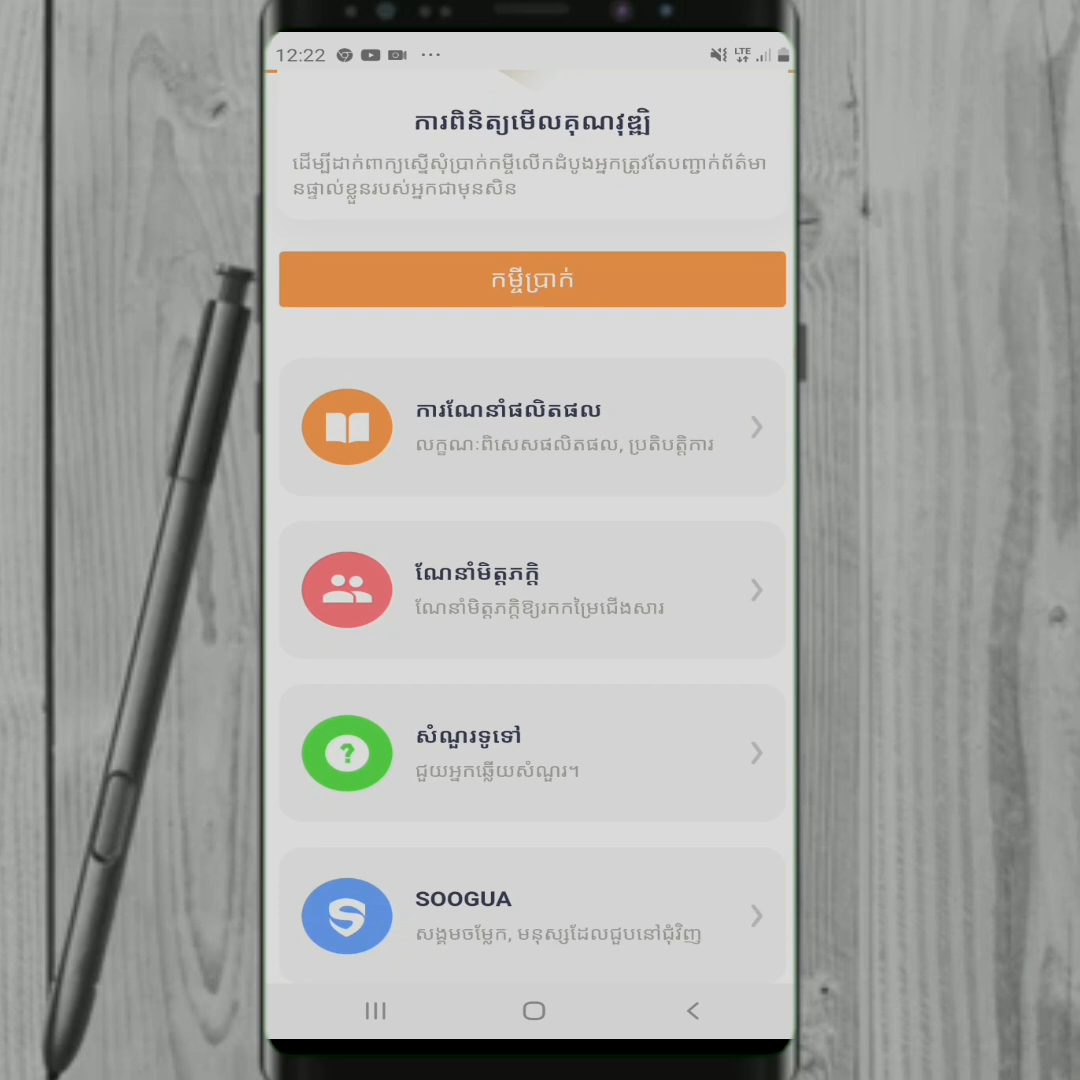 12:22
LTE
ការពិនិត្យមើលគុណវុឌ្ឍិ
ដើម្បីដាក់ពាក្យស្នើសុំប្រាក់កម្ចីលើកដំបូងអ្នកត្រូវតែបញ្ជាក់ព័ត៌មា
នផ្ទាល់ខ្លួនរបស់អ្នកជាមុនសិន
កម្ចីប្រាក់
ការណែនាំផលិតផល
លក្ខណៈពិសេសផលិតផល, ប្រតិបត្តិការ
ណែនាំមិត្តភក្តិ
ណែនាំមិត្តភក្តិឱ្យរកកម្រៃជើងសារ
សំណួរទូទៅ
ជួយអ្នកឆ្លើយសំណួរ។
SOOGUA
សង្គមចម្លែក, មនុស្សដែលជួបនៅជុំវិញ